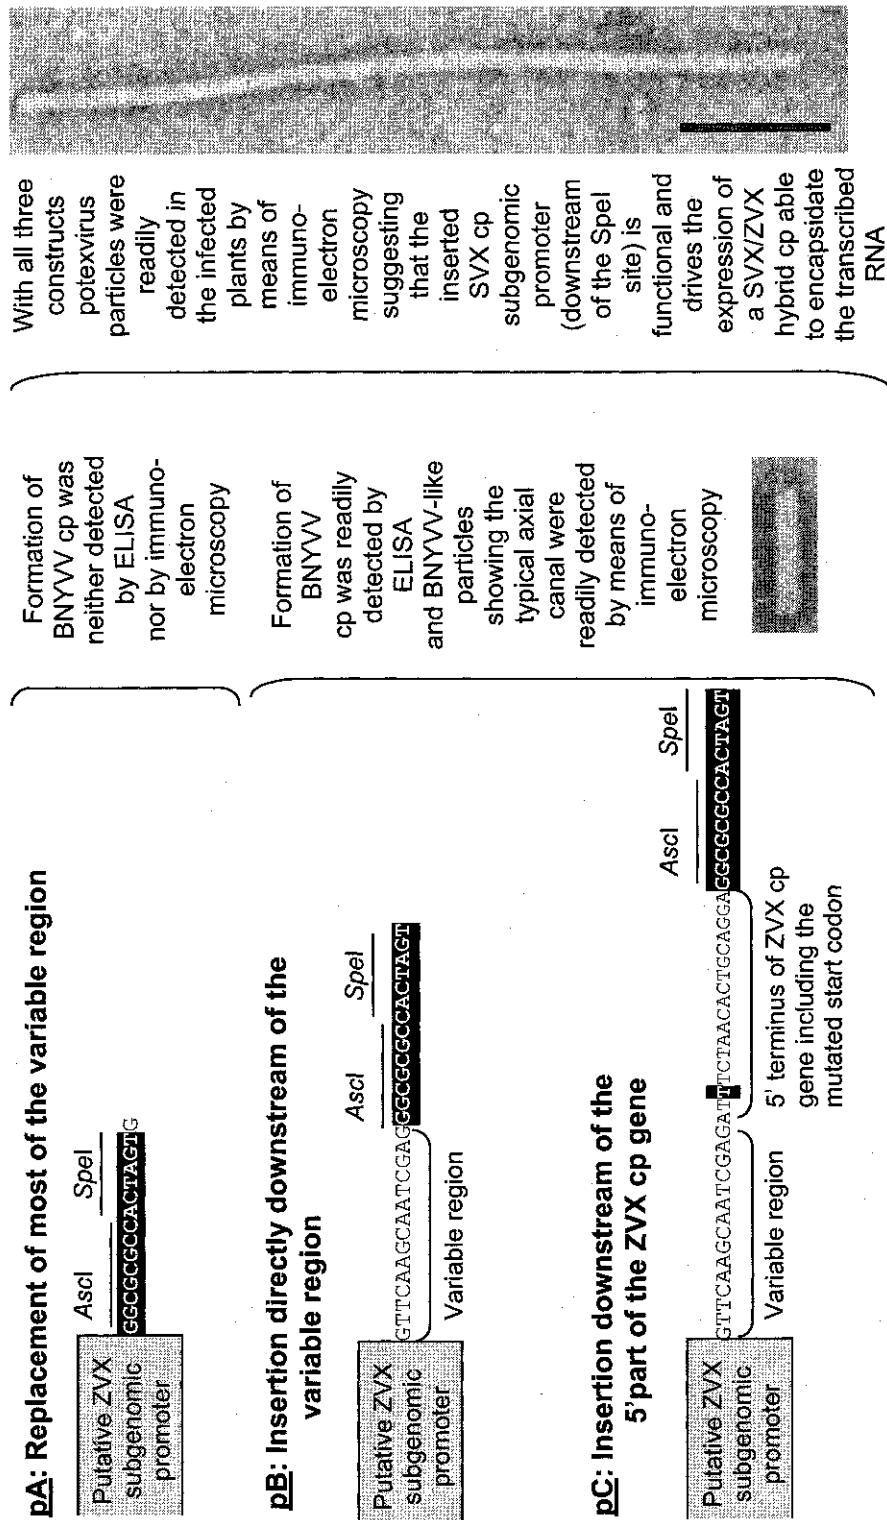 pA: Replacement of most of the variable region
AscI
SpeI
Putative ZVX
subgenomic
promoter
GGCGCGCCACTAGTG
Formation of
BNYVV cp was
neither detected
by ELISA
nor by immuno-
electron
microscopy
pB: Insertion directly downstream of the
variable region
AscI
SpeI
Putative ZVX
subgenomic
promoter
GTTCAAGCAATCGAGGGCGCGCCACTAGT
Variable region
Formation of
BNYVV
cp was readily
detected by
ELISA
and BNYVV-like
particles
showing the
typical axial
canal were
readily detected
by means of
immuno-
electron
microscopy
pC: Insertion downstream of the
5'part of the ZVX cp gene
AscI
SpeI
Putative ZVX
subgenomic
promoter
GTTCAAGCAATCGAGATTTCTAACACTGCAGGAGGCGCGCCACTAGT
Variable region
5' terminus of ZVX cp
gene including the
mutated start codon
With all three
constructs
potexvirus
particles were
readily
detected in
the infected
plants by
means of
immuno-
electron
microscopy
suggesting
that the
inserted
SVX cp
subgenomic
promoter
(downstream
of the SpeI
site) is
functional and
drives the
expression of
a SVX/ZVX
hybrid cp able
to encapsidate
the transcribed
RNA